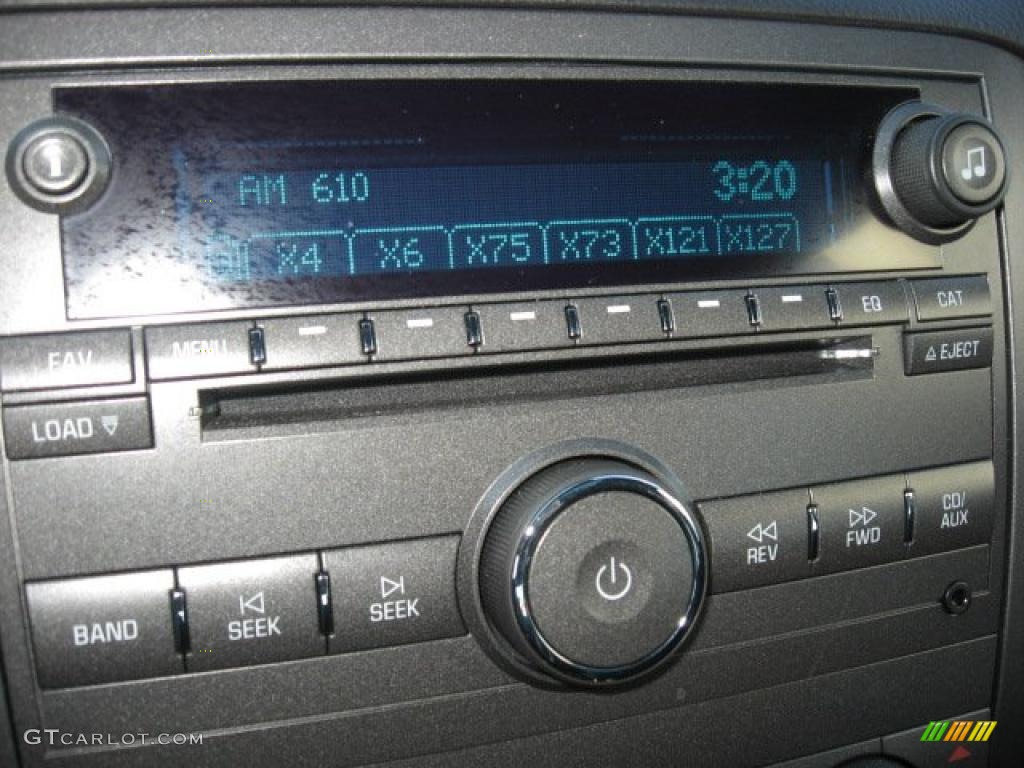 AM 610 3:20
X4 X6 X75 X73 X121 X127
EQ CAT
FAV MENU
EJECT
LOAD
CD/
AUX
REV FWD
BAND SEEK SEEK
GTCARLOT.COM